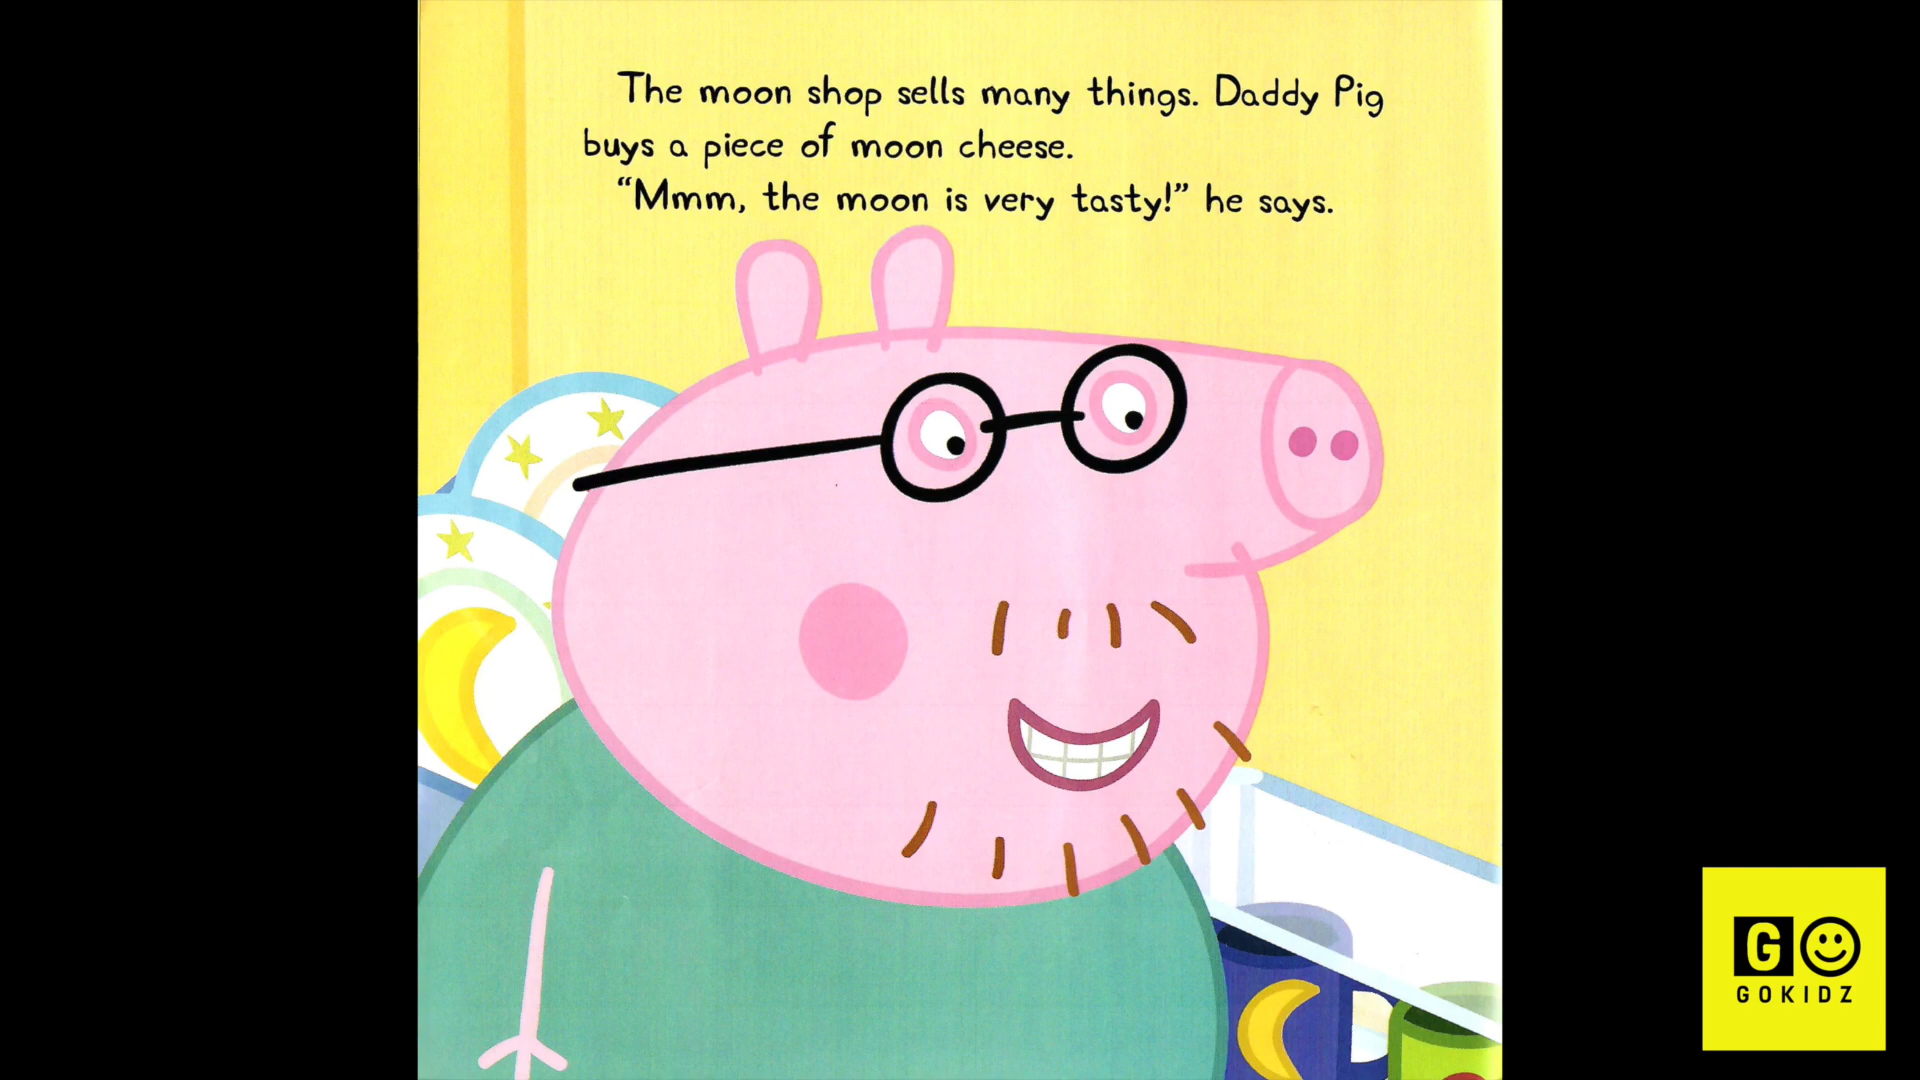 The moon shop sells many things. Daddy Pig
buys a piece of moon cheese.
“Mmm, the moon is very tasty!” he says.
G
GOKIDZ